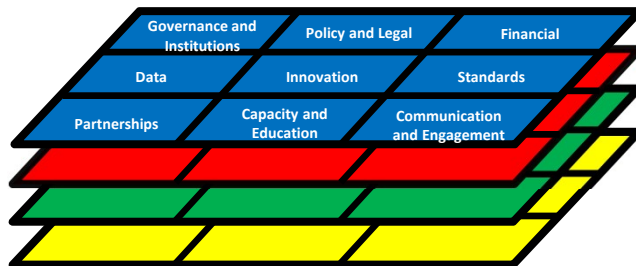 Governance and
Institutions
Policy and Legal
Financial
Data
Innovation
Standards
Partnerships
Capacity and
Education
Communication
and Engagement